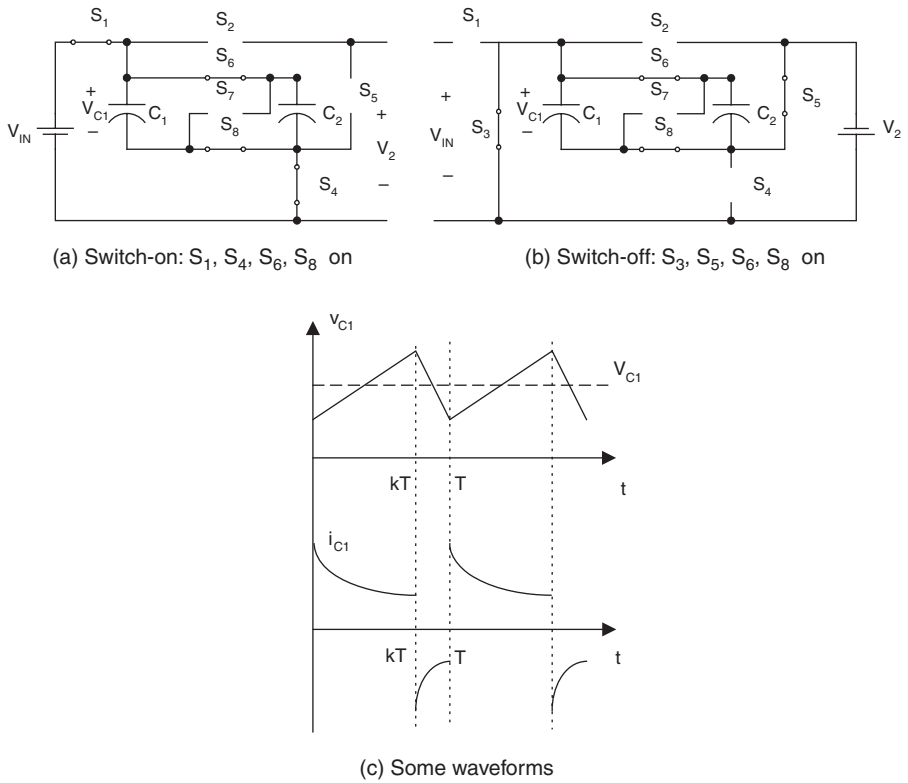 S1
S2
S6
S7
S8
S5
+
VC1
–
C1
C2
VIN
+
V2
–
S4
(a) Switch-on: S1, S4, S6, S8 on
–
S1
S2
S6
S7
S8
S5
+
VIN
–
S3
+
VC1
–
C1
C2
V2
S4
(b) Switch-off: S3, S5, S6, S8 on
vC1
VC1
kT
T
t
iC1
kT
T
t
(c) Some waveforms